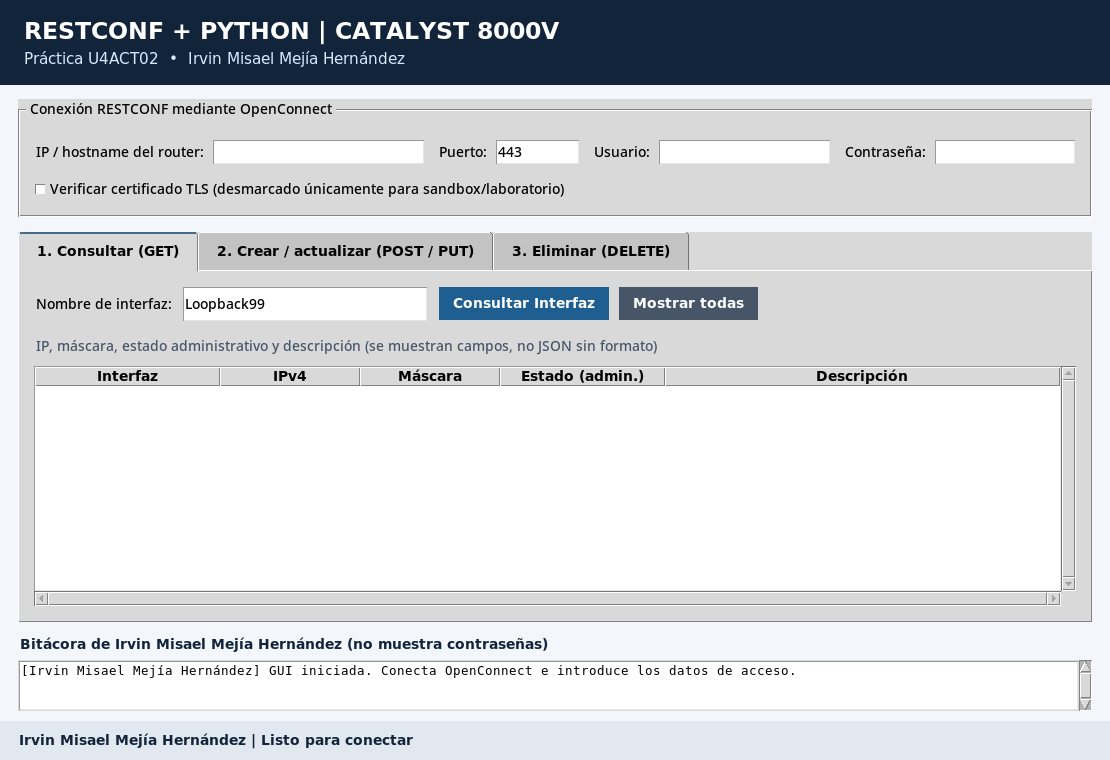 RESTCONF + PYTHON | CATALYST 8000V
Práctica U4ACT02 • Irvin Misael Mejía Hernández
Conexión RESTCONF mediante OpenConnect
IP / hostname del router: Puerto: 443 Usuario: Contraseña:
Verificar certificado TLS (desmarcado únicamente para sandbox/laboratorio)
1. Consultar (GET) 2. Crear / actualizar (POST / PUT) 3. Eliminar (DELETE)
Nombre de interfaz: Loopback99 Consultar Interfaz Mostrar todas
IP, máscara, estado administrativo y descripción (se muestran campos, no JSON sin formato)
Interfaz IPv4 Máscara Estado (admin.) Descripción
Bitácora de Irvin Misael Mejía Hernández (no muestra contraseñas)
[Irvin Misael Mejía Hernández] GUI iniciada. Conecta OpenConnect e introduce los datos de acceso.
Irvin Misael Mejía Hernández | Listo para conectar